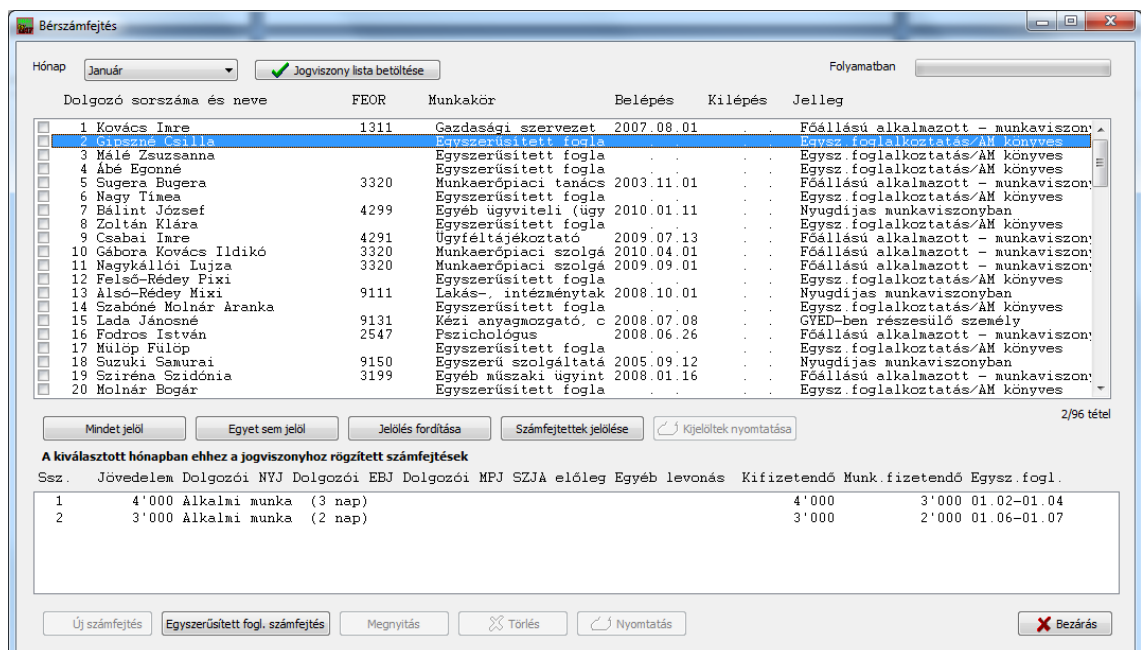 Bérszámfejtés
Hónap Január Jogviszony lista betöltése Folyamatban
Dolgozó sorszáma és neve FEOR Munkakör Belépés Kilépés Jelleg
1 Kovács Imre 1311 Gazdasági szervezet 2007.08.01 . . Főállású alkalmazott - munkaviszony
2 Gipszné Csilla Egyszerűsített fogla . . . . Egysz.foglalkoztatás/AM könyves
3 Málé Zsuzsanna Egyszerűsített fogla . . . . Egysz.foglalkoztatás/AM könyves
4 Ábé Egonné Egyszerűsített fogla . . . . Egysz.foglalkoztatás/AM könyves
5 Sugera Bugera 3320 Munkaerőpiaci tanács 2003.11.01 . . Főállású alkalmazott - munkaviszony
6 Nagy Tímea Egyszerűsített fogla . . . . Egysz.foglalkoztatás/AM könyves
7 Bálint József 4299 Egyéb ügyviteli (ügy 2010.01.11 . . Nyugdíjas munkaviszonyban
8 Zoltán Klára Egyszerűsített fogla . . . . Egysz.foglalkoztatás/AM könyves
9 Csabai Imre 4291 Ügyféltájékoztató 2009.07.13 . . Főállású alkalmazott - munkaviszony
10 Gábora Kovács Ildikó 3320 Munkaerőpiaci szolgá 2010.04.01 . . Főállású alkalmazott - munkaviszony
11 Nagykállói Lujza 3320 Munkaerőpiaci szolgá 2009.09.01 . . Főállású alkalmazott - munkaviszony
12 Felső-Rédey Pixi Egyszerűsített fogla . . . . Egysz.foglalkoztatás/AM könyves
13 Alsó-Rédey Mixi 9111 Lakás-, intézménytak 2008.10.01 . . Nyugdíjas munkaviszonyban
14 Szabóné Molnár Aranka Egyszerűsített fogla . . . . Egysz.foglalkoztatás/AM könyves
15 Lada Jánosné 9131 Kézi anyagmozgató, c 2008.07.08 . . GYED-ben részesülő személy
16 Fodros István 2547 Pszichológus 2008.06.26 . . Főállású alkalmazott - munkaviszony
17 Mülöp Fülöp Egyszerűsített fogla . . . . Egysz.foglalkoztatás/AM könyves
18 Suzuki Samurai 9150 Egyszerű szolgáltatá 2005.09.12 . . Nyugdíjas munkaviszonyban
19 Sziréna Szidónia 3199 Egyéb műszaki ügyint 2008.01.16 . . Főállású alkalmazott - munkaviszony
20 Molnár Bogár Egyszerűsített fogla . . . . Egysz.foglalkoztatás/AM könyves
2/96 tétel
Mindet jelöl Egyet sem jelöl Jelölés fordítása Számfejtettek jelölése Kijelöltek nyomtatása
A kiválasztott hónapban ehhez a jogviszonyhoz rögzített számfejtések
Ssz. Jövedelem Dolgozói NYJ Dolgozói EBJ Dolgozói MPJ SZJA előleg Egyéb levonás Kifizetendő Munk.fizetendő Egysz.fogl.
1 4'000 Alkalmi munka (3 nap) 4'000 3'000 01.02-01.04
2 3'000 Alkalmi munka (2 nap) 3'000 2'000 01.06-01.07
Új számfejtés Egyszerűsített fogl. számfejtés Megnyitás Törlés Nyomtatás Bezárás